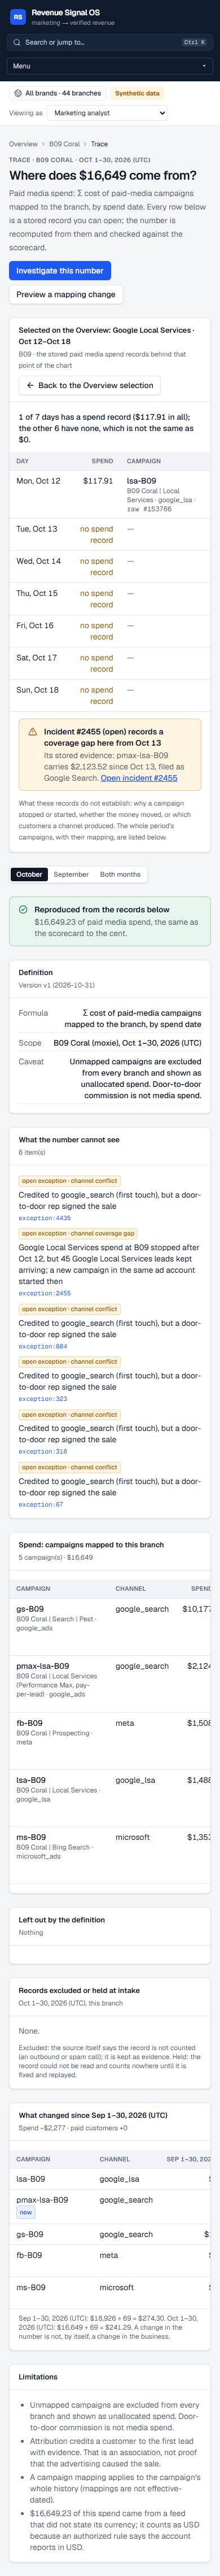 RS
Revenue Signal OS
marketing → verified revenue
Search or jump to...
Ctrl K
Menu
All brands · 44 branches
Synthetic data
Viewing as
Marketing analyst
Overview › B09 Coral › Trace
TRACE · B09 CORAL · OCT 1–30, 2026 (UTC)
Where does $16,649 come from?
Paid media spend: Σ cost of paid-media campaigns
mapped to the branch, by spend date. Every row below
is a stored record you can open; the number is
recomputed from them and checked against the
scorecard.
Investigate this number
Preview a mapping change
Selected on the Overview: Google Local Services ·
Oct 12–Oct 18
B09 · the stored paid media spend records behind that
point of the chart
← Back to the Overview selection
1 of 7 days has a spend record ($117.91 in all);
the other 6 have none, which is not the same as
$0.
DAY SPEND CAMPAIGN
Mon, Oct 12 $117.91 lsa-B09
B09 Coral | Local
Services · google_lsa ·
raw #153766
Tue, Oct 13 no spend —
record
Wed, Oct 14 no spend —
record
Thu, Oct 15 no spend —
record
Fri, Oct 16 no spend —
record
Sat, Oct 17 no spend —
record
Sun, Oct 18 no spend —
record
Incident #2455 (open) records a
coverage gap here from Oct 13
Its stored evidence: pmax-lsa-B09
carries $2,123.52 since Oct 13, filed as
Google Search. Open incident #2455
What these records do not establish: why a campaign
stopped or started, whether the money moved, or which
customers a channel produced. The whole period's
campaigns, with their mapping, are listed below.
October
September
Both months
Reproduced from the records below
$16,649.23 of paid media spend, the same as
the scorecard to the cent.
Definition
Version v1 (2026-10-31)
Formula Σ cost of paid-media campaigns
mapped to the branch, by spend date
Scope B09 Coral (moxie), Oct 1–30, 2026 (UTC)
Caveat Unmapped campaigns are excluded
from every branch and shown as
unallocated spend. Door-to-door
commission is not media spend.
What the number cannot see
6 item(s)
open exception · channel conflict
Credited to google_search (first touch), but a door-
to-door rep signed the sale
exception:4435
open exception · channel coverage gap
Google Local Services spend at B09 stopped after
Oct 12, but 45 Google Local Services leads kept
arriving; a new campaign in the same ad account
started then
exception:2455
open exception · channel conflict
Credited to google_search (first touch), but a door-
to-door rep signed the sale
exception:804
open exception · channel conflict
Credited to google_search (first touch), but a door-
to-door rep signed the sale
exception:323
open exception · channel conflict
Credited to google_search (first touch), but a door-
to-door rep signed the sale
exception:318
open exception · channel conflict
Credited to google_search (first touch), but a door-
to-door rep signed the sale
exception:67
Spend: campaigns mapped to this branch
5 campaign(s) · $16,649
CAMPAIGN CHANNEL SPEND
gs-B09 google_search $10,177
B09 Coral | Search | Pest ·
google_ads
pmax-lsa-B09 google_search $2,124
B09 Coral | Local Services
(Performance Max, pay-
per-lead) · google_ads
fb-B09 meta $1,508
B09 Coral | Prospecting ·
meta
lsa-B09 google_lsa $1,488
B09 Coral | Local Services ·
google_lsa
ms-B09 microsoft $1,353
B09 Coral | Bing Search ·
microsoft_ads
Left out by the definition
Nothing
Records excluded or held at intake
Oct 1–30, 2026 (UTC), this branch
None.
Excluded: the source itself says the record is not counted
(an outbound or spam call); it is kept as evidence. Held: the
record could not be read and counts nowhere until it is
fixed and replayed.
What changed since Sep 1–30, 2026 (UTC)
Spend -$2,277 · paid customers +0
CAMPAIGN CHANNEL SEP 1–30, 202
lsa-B09 google_lsa
pmax-lsa-B09 google_search
new
gs-B09 google_search
fb-B09 meta
ms-B09 microsoft
Sep 1–30, 2026 (UTC): $18,926 ÷ 69 = $274.30. Oct 1–30,
2026 (UTC): $16,649 ÷ 69 = $241.29. A change in the
number is not, by itself, a change in the business.
Limitations
• Unmapped campaigns are excluded from every
branch and shown as unallocated spend. Door-
to-door commission is not media spend.
• Attribution credits a customer to the first lead
with evidence. That is an association, not proof
that the advertising caused the sale.
• A campaign mapping applies to the campaign's
whole history (mappings are not effective-
dated).
• $16,649.23 of this spend came from a feed
that did not state its currency; it counts as USD
because an authorized rule says the account
reports in USD.